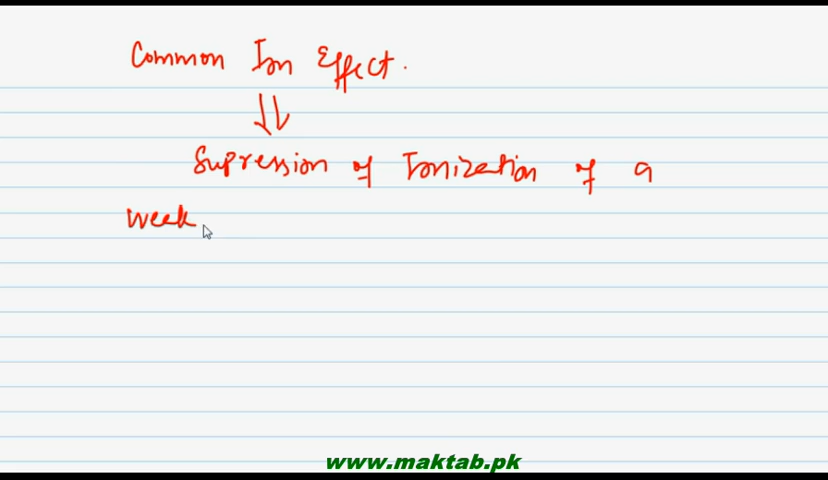 Common Ion Effect.
Supression of Ionization of a
week
www.maktab.pk